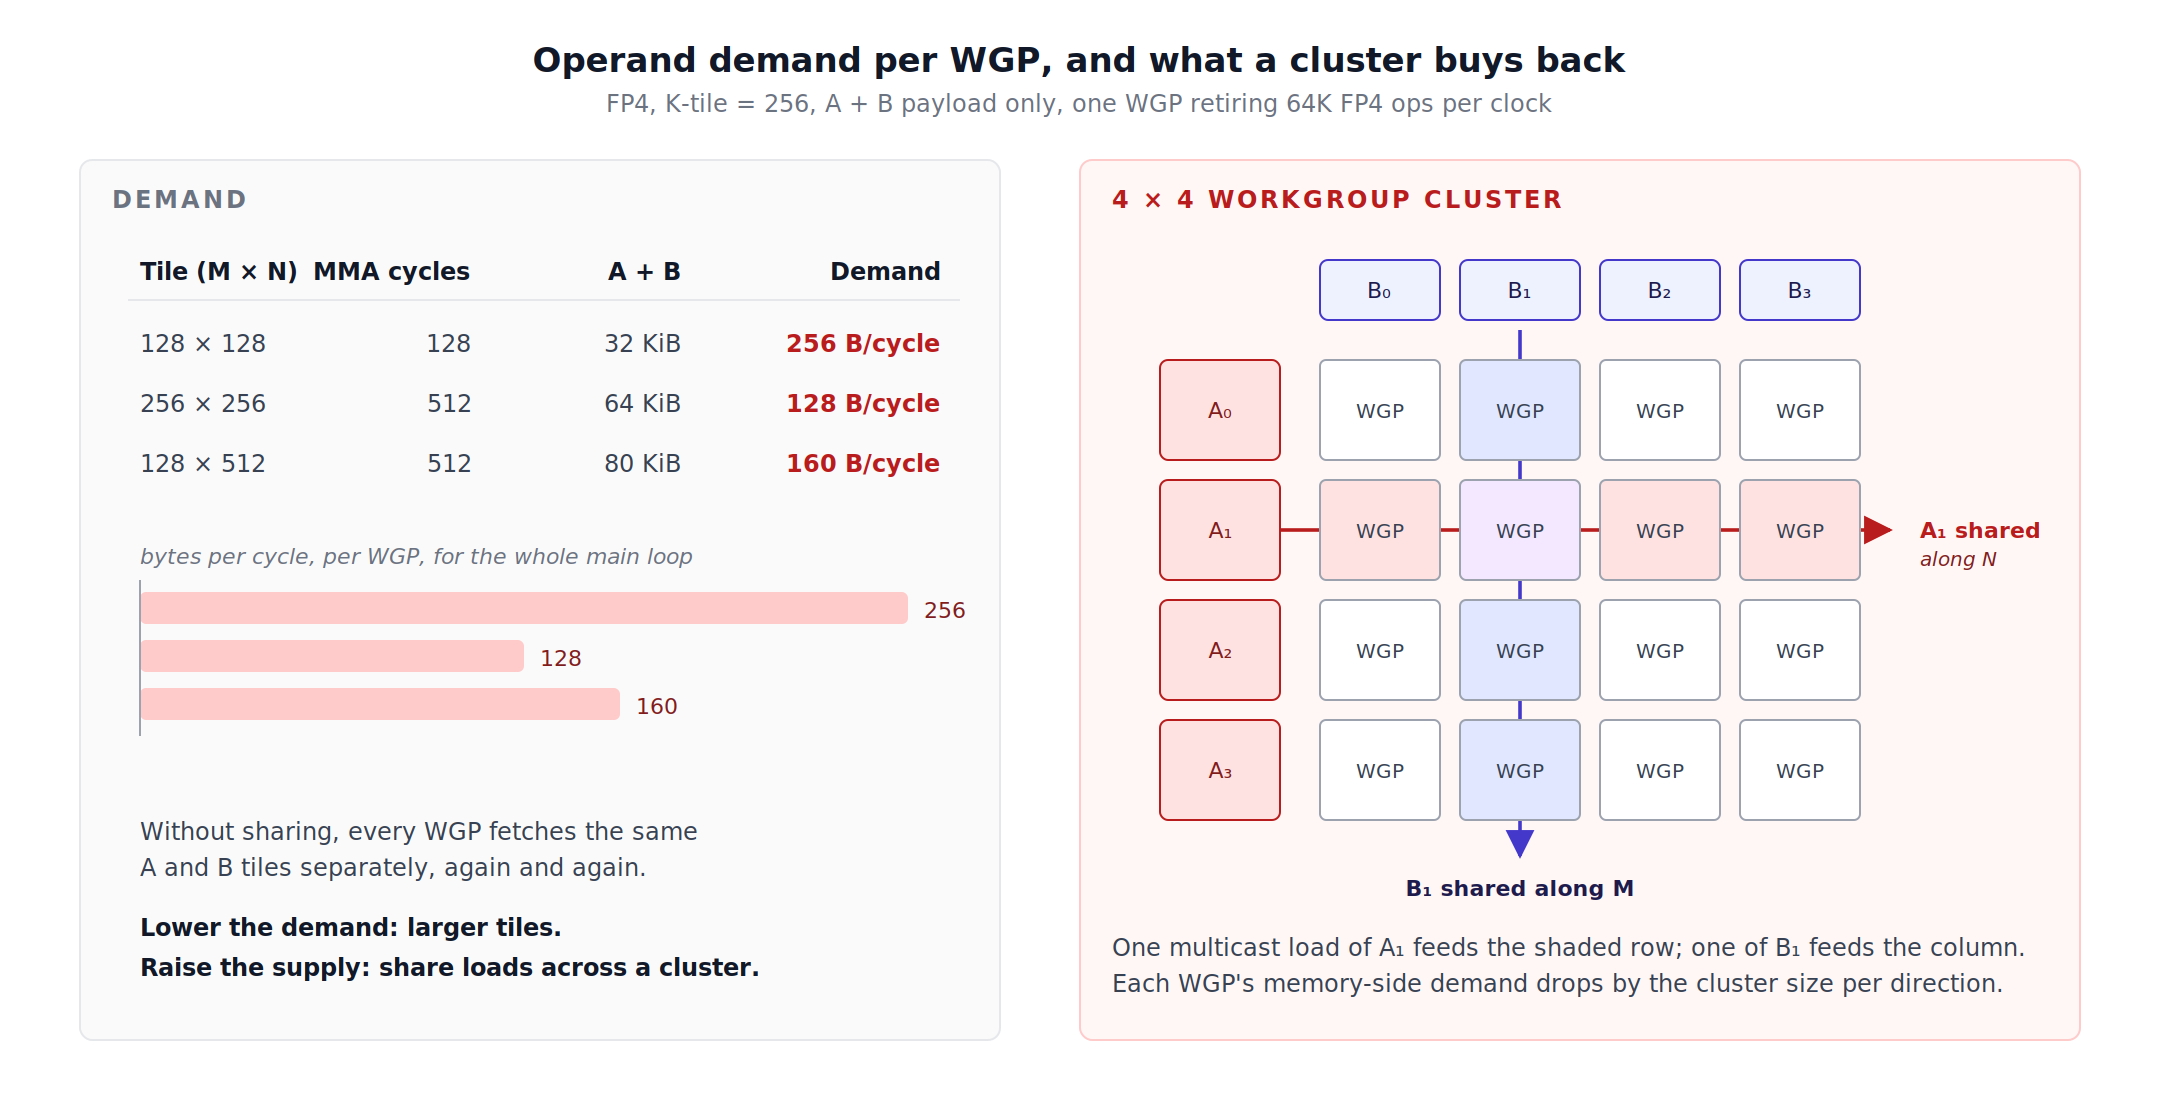 Operand demand per WGP, and what a cluster buys back
FP4, K-tile = 256, A + B payload only, one WGP retiring 64K FP4 ops per clock
DEMAND
Tile (M × N) MMA cycles A + B Demand
128 × 128 128 32 KiB 256 B/cycle
256 × 256 512 64 KiB 128 B/cycle
128 × 512 512 80 KiB 160 B/cycle
bytes per cycle, per WGP, for the whole main loop
256
128
160
Without sharing, every WGP fetches the same
A and B tiles separately, again and again.
Lower the demand: larger tiles.
Raise the supply: share loads across a cluster.
4 × 4 WORKGROUP CLUSTER
B₀ B₁ B₂ B₃
A₀ WGP WGP WGP WGP
A₁ WGP WGP WGP WGP A₁ shared
along N
A₂ WGP WGP WGP WGP
A₃ WGP WGP WGP WGP
B₁ shared along M
One multicast load of A₁ feeds the shaded row; one of B₁ feeds the column.
Each WGP's memory-side demand drops by the cluster size per direction.